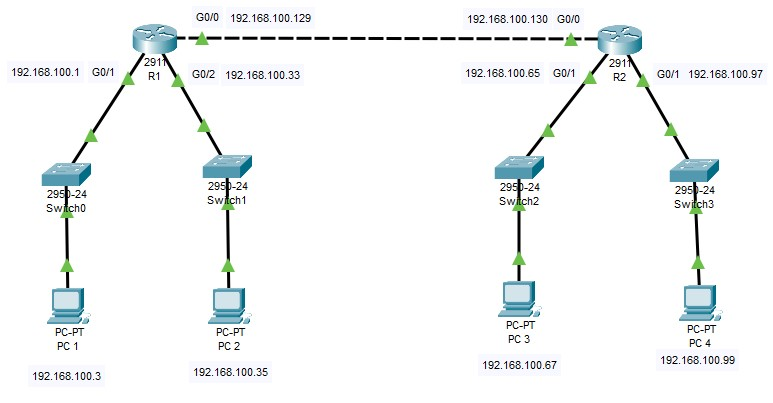 G0/0 192.168.100.129
192.168.100.130 G0/0
2911
R1
2911
R2
192.168.100.1 G0/1
G0/2 192.168.100.33
192.168.100.65 G0/1
G0/1 192.168.100.97
2950-24
Switch0
2950-24
Switch1
2950-24
Switch2
2950-24
Switch3
PC-PT
PC 1
PC-PT
PC 2
PC-PT
PC 3
PC-PT
PC 4
192.168.100.3
192.168.100.35
192.168.100.67
192.168.100.99